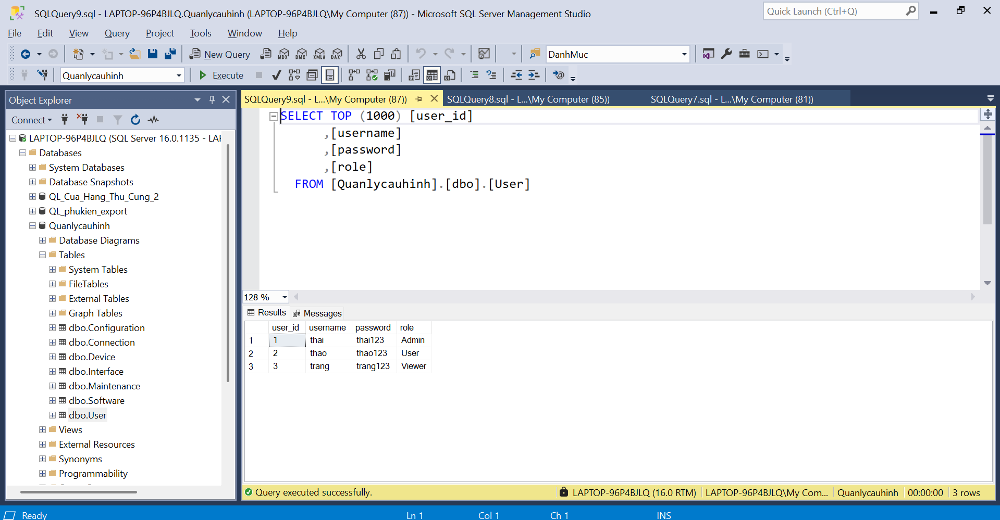 SQLQuery9.sql - LAPTOP-96P4BJLQ.Quanlycauhinh (LAPTOP-96P4BJLQ\My Computer (87)) - Microsoft SQL Server Management Studio
Quick Launch (Ctrl+Q)
File Edit View Query Project Tools Window Help
New Query MDX DMX XMLA DAX DanhMuc
Quanlycauhinh Execute
Object Explorer
Connect
LAPTOP-96P4BJLQ (SQL Server 16.0.1135 - LAP
Databases
System Databases
Database Snapshots
QL_Cua_Hang_Thu_Cung_2
QL_phukien_export
Quanlycauhinh
Database Diagrams
Tables
System Tables
FileTables
External Tables
Graph Tables
dbo.Configuration
dbo.Connection
dbo.Device
dbo.Interface
dbo.Maintenance
dbo.Software
dbo.User
Views
External Resources
Synonyms
Programmability
SQLQuery9.sql - L...\My Computer (87)) SQLQuery8.sql - L...\My Computer (85)) SQLQuery7.sql - L...\My Computer (81))
SELECT TOP (1000) [user_id]
,[username]
,[password]
,[role]
FROM [Quanlycauhinh].[dbo].[User]
128 %
Results Messages
user_id username password role
1 1 thai thai123 Admin
2 2 thao thao123 User
3 3 trang trang123 Viewer
Query executed successfully. LAPTOP-96P4BJLQ (16.0 RTM) LAPTOP-96P4BJLQ\My Com... Quanlycauhinh 00:00:00 3 rows
Ready Ln 1 Col 1 Ch 1 INS